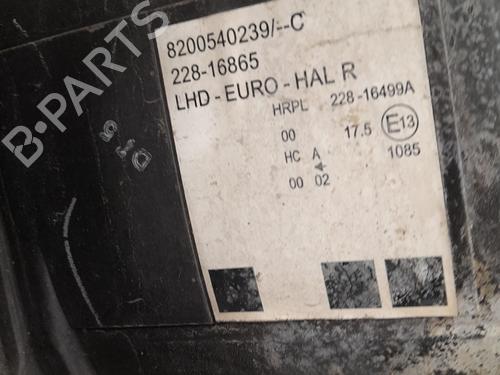 8200540239/--C
228-16865
LHD - EURO - HAL R
HRPL 228-16499A
00 17.5 E13
HC A 1085
00 02
B-PARTS